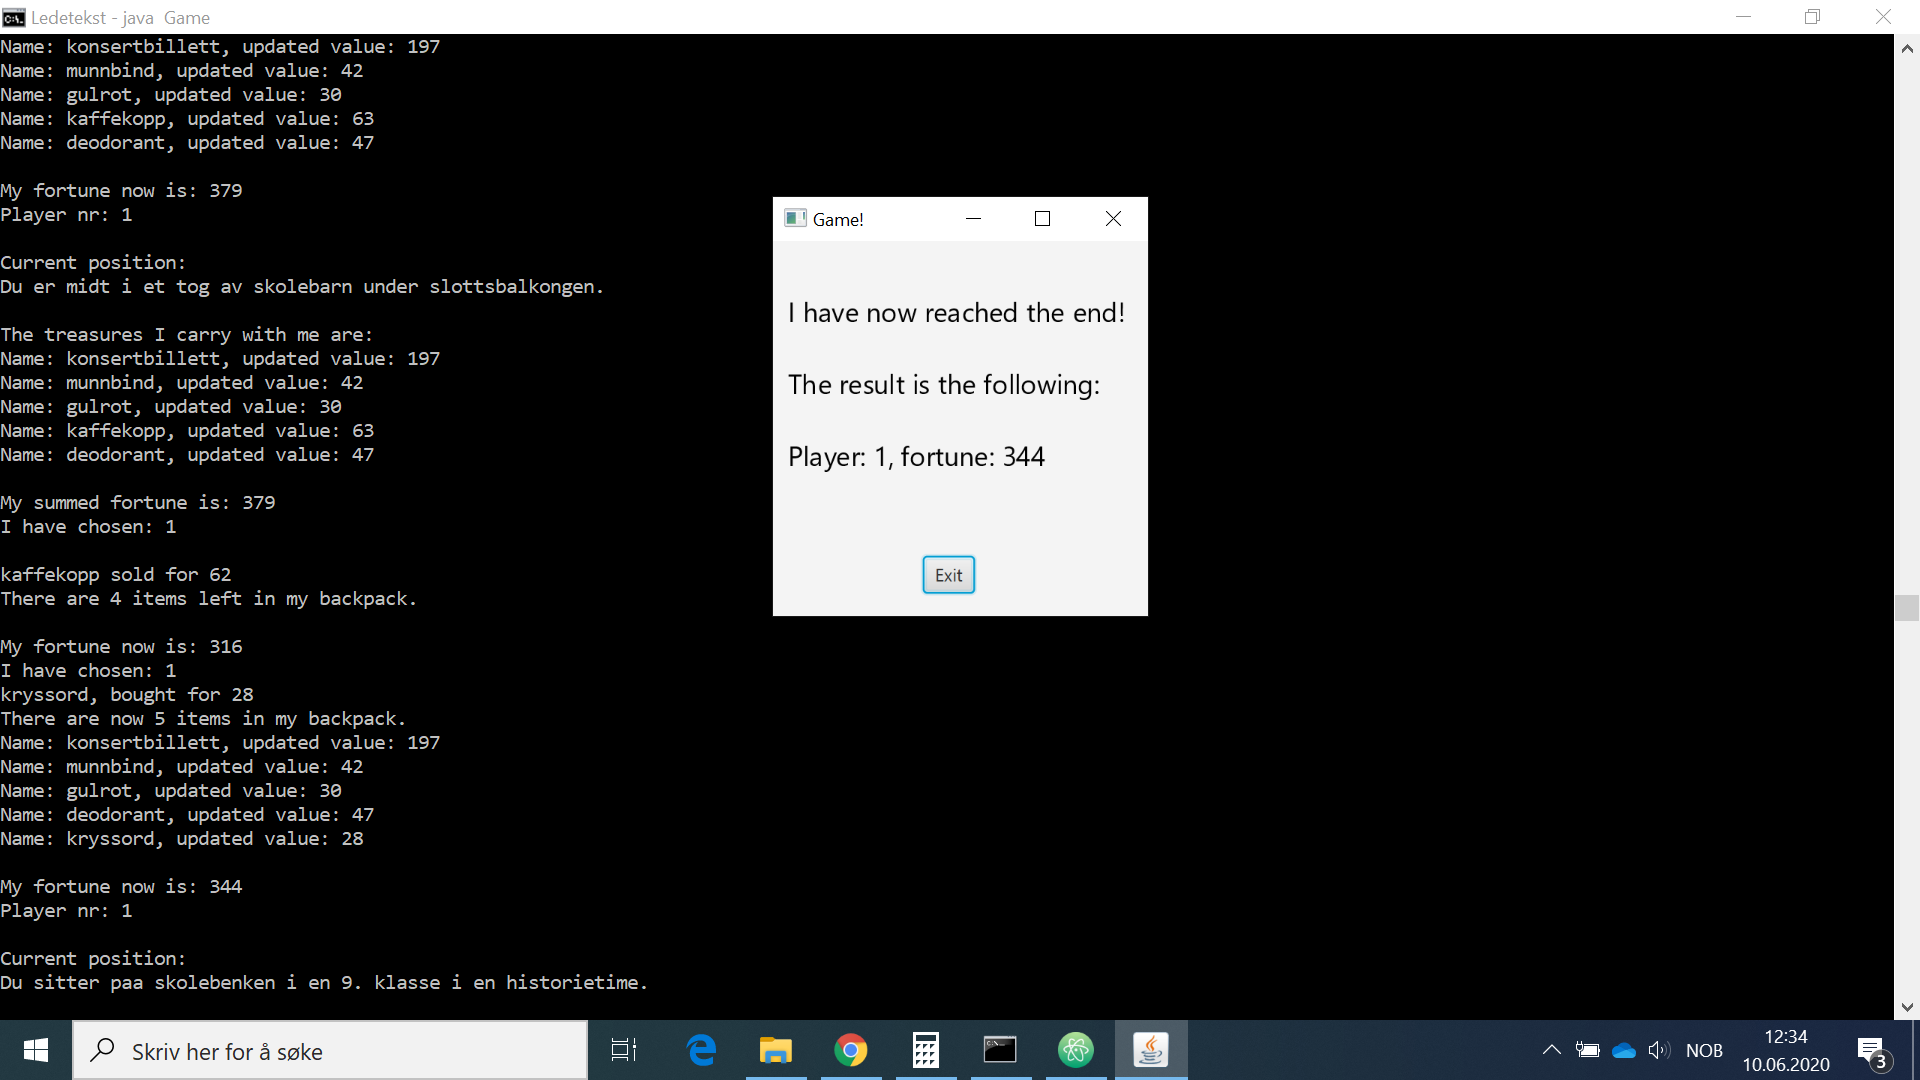 Ledetekst - java  Game
Name: konsertbillett, updated value: 197
Name: munnbind, updated value: 42
Name: gulrot, updated value: 30
Name: kaffekopp, updated value: 63
Name: deodorant, updated value: 47
My fortune now is: 379
Player nr: 1
Current position:
Du er midt i et tog av skolebarn under slottsbalkongen.
The treasures I carry with me are:
Name: konsertbillett, updated value: 197
Name: munnbind, updated value: 42
Name: gulrot, updated value: 30
Name: kaffekopp, updated value: 63
Name: deodorant, updated value: 47
My summed fortune is: 379
I have chosen: 1
kaffekopp sold for 62
There are 4 items left in my backpack.
My fortune now is: 316
I have chosen: 1
kryssord, bought for 28
There are now 5 items in my backpack.
Name: konsertbillett, updated value: 197
Name: munnbind, updated value: 42
Name: gulrot, updated value: 30
Name: deodorant, updated value: 47
Name: kryssord, updated value: 28
My fortune now is: 344
Player nr: 1
Current position:
Du sitter paa skolebenken i en 9. klasse i en historietime.
Game!
I have now reached the end!
The result is the following:
Player: 1, fortune: 344
Exit
Skriv her for å søke
NOB
12:34
10.06.2020
3